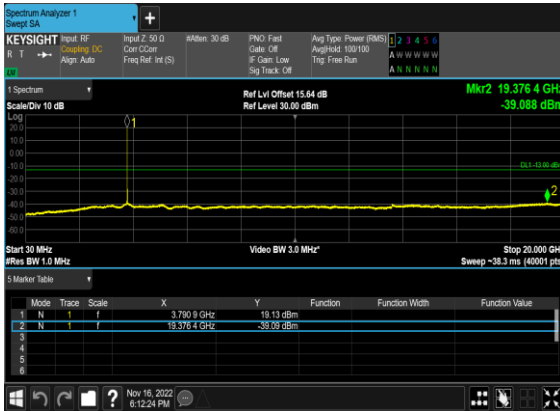 Spectrum Analyzer 1
Swept SA
KEYSIGHT Input: RF Input Z: 50 Ω #Atten: 30 dB PNO: Fast Avg Type: Power (RMS) 1 2 3 4 5 6
R T Coupling: DC Corr CCorr Gate: Off Avg|Hold: 100/100 A W W W W W
Align: Auto Freq Ref: Int (S) IF Gain: Low Trig: Free Run
Sig Track: Off A N N N N N
1 Spectrum Ref Lvl Offset 15.64 dB Mkr2 19.376 4 GHz
Scale/Div 10 dB Ref Level 30.00 dBm -39.088 dBm
Log
1
20.0
10.0
0.00
-10.0
DL1 -13.00 dBm
-20.0
-30.0
2
-40.0
-50.0
-60.0
Start 30 MHz Video BW 3.0 MHz* Stop 20.000 GHz
#Res BW 1.0 MHz Sweep ~38.3 ms (40001 pts)
5 Marker Table
Mode Trace Scale X Y Function Function Width Function Value
1 N 1 f 3.790 9 GHz 19.13 dBm
2 N 1 f 19.376 4 GHz -39.09 dBm
3
4
5
6
? Nov 16, 2022
6:12:24 PM